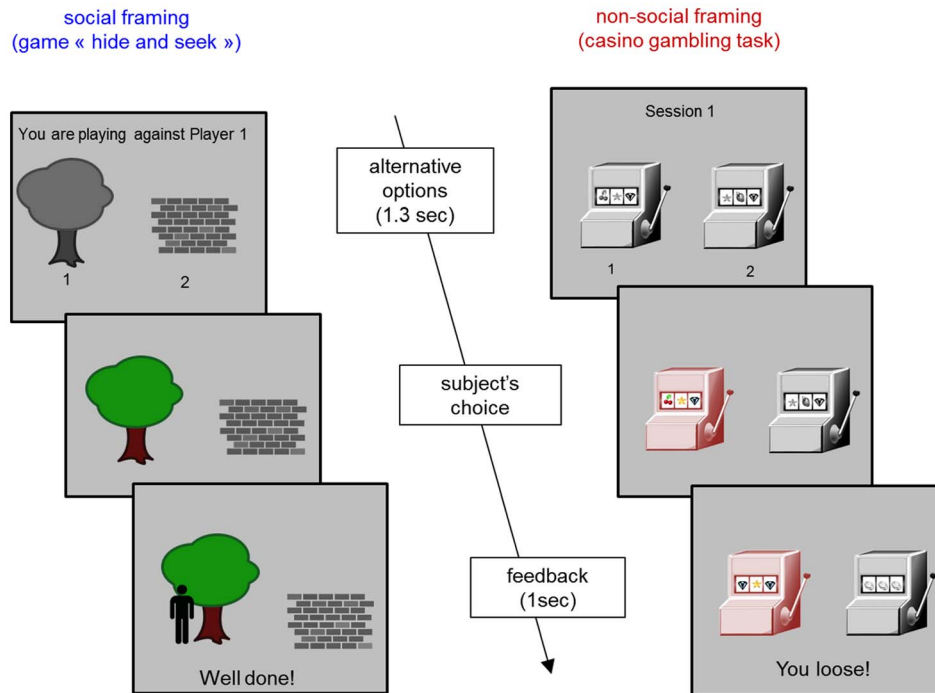 social framing
(game « hide and seek »)
non-social framing
(casino gambling task)
You are playing against Player 1
1
2
alternative
options
(1.3 sec)
Session 1
1
2
subject's
choice
feedback
(1sec)
Well done!
You loose!